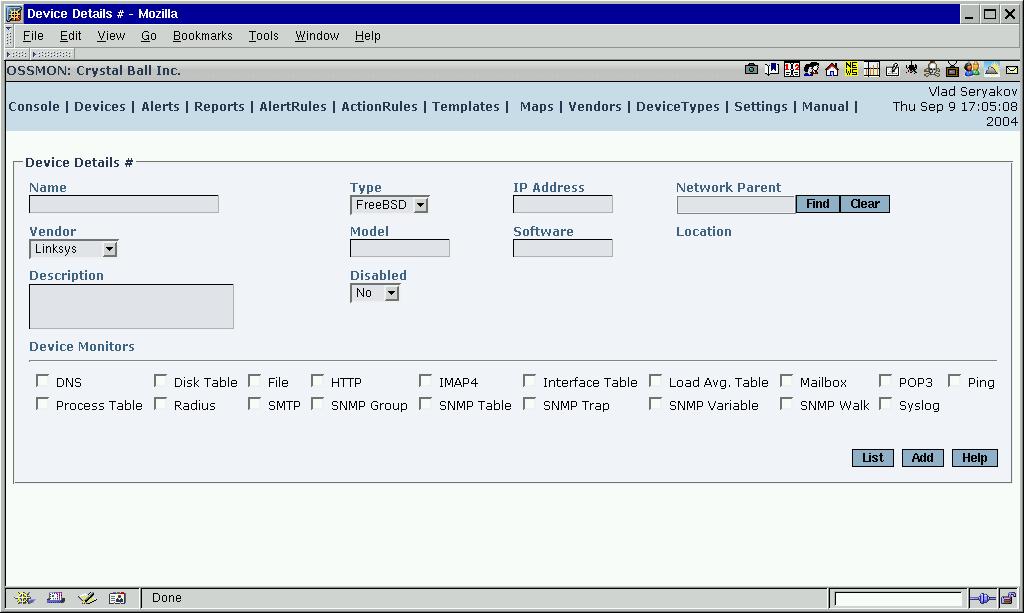 Device Details # - Mozilla
File Edit View Go Bookmarks Tools Window Help
OSSMON: Crystal Ball Inc.
Console | Devices | Alerts | Reports | AlertRules | ActionRules | Templates | Maps | Vendors | DeviceTypes | Settings | Manual |
Vlad Seryakov
Thu Sep 9 17:05:08
2004
Device Details #
Name Type IP Address Network Parent
FreeBSD Find Clear
Vendor Model Software Location
Linksys
Description Disabled
No
Device Monitors
DNS Disk Table File HTTP IMAP4 Interface Table Load Avg. Table Mailbox POP3 Ping
Process Table Radius SMTP SNMP Group SNMP Table SNMP Trap SNMP Variable SNMP Walk Syslog
List Add Help
Done